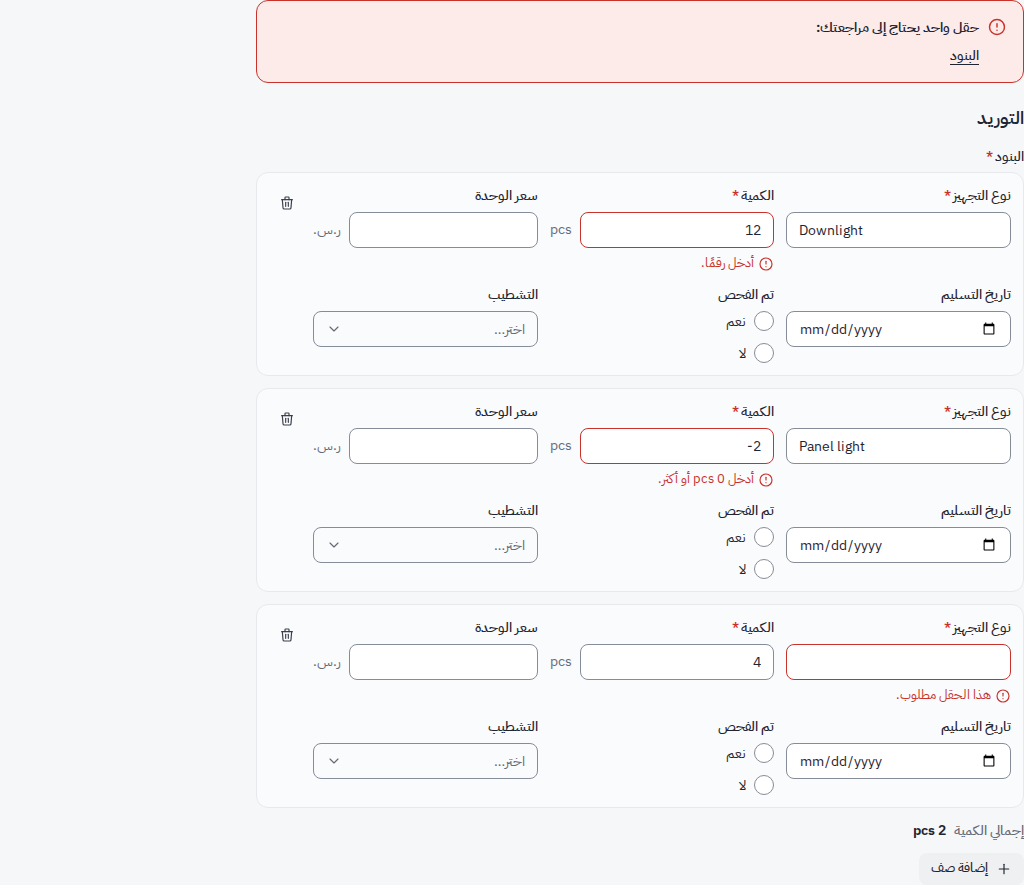 حقل واحد يحتاج إلى مراجعتك:
البنود
التوريد
البنود *
نوع التجهيز * الكمية * سعر الوحدة
Downlight 12 pcs ر.س.
أدخل رقمًا.
تاريخ التسليم تم الفحص التشطيب
mm/dd/yyyy نعم اختر...
لا
نوع التجهيز * الكمية * سعر الوحدة
Panel light -2 pcs ر.س.
أدخل 0 pcs أو أكثر.
تاريخ التسليم تم الفحص التشطيب
mm/dd/yyyy نعم اختر...
لا
نوع التجهيز * الكمية * سعر الوحدة
4 pcs ر.س.
هذا الحقل مطلوب.
تاريخ التسليم تم الفحص التشطيب
mm/dd/yyyy نعم اختر...
لا
إجمالي الكمية 2 pcs
إضافة صف